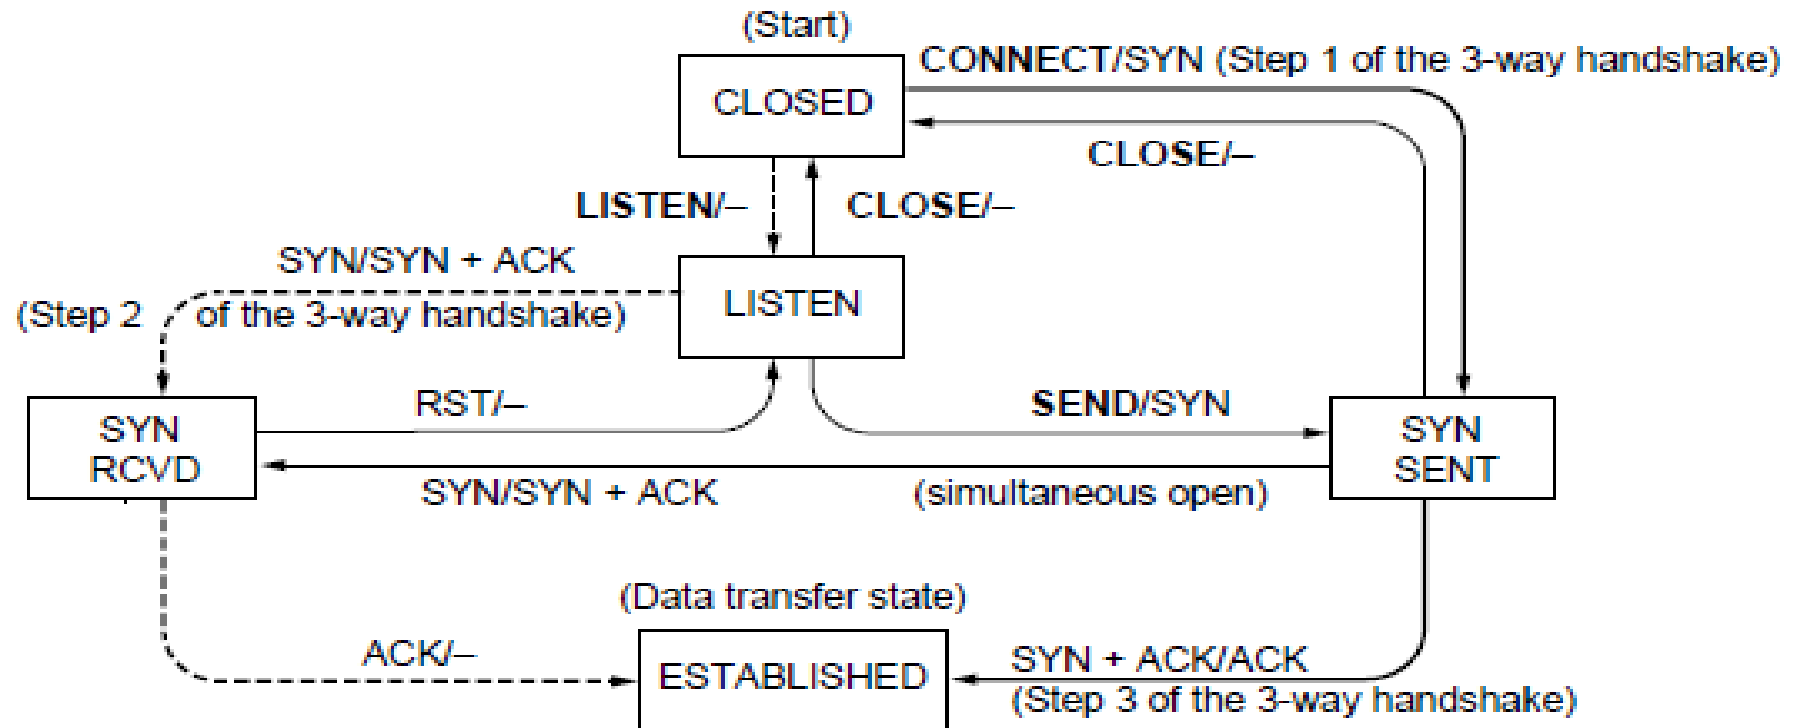 (Start)
CONNECT/SYN (Step 1 of the 3-way handshake)
CLOSED
CLOSE/–
LISTEN/–
CLOSE/–
SYN/SYN + ACK
(Step 2 of the 3-way handshake)
LISTEN
RST/–
SEND/SYN
SYN
RCVD
SYN
SENT
SYN/SYN + ACK
(simultaneous open)
(Data transfer state)
ACK/–
ESTABLISHED
SYN + ACK/ACK
(Step 3 of the 3-way handshake)